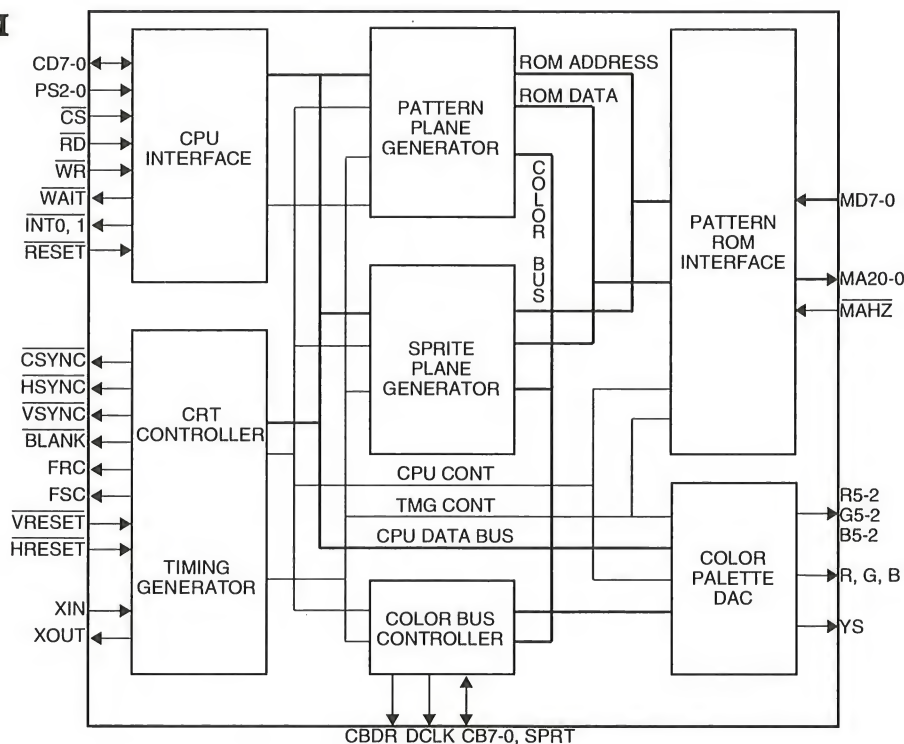 M
CD7-0
PS2-0
CS
RD
WR
WAIT
INT0, 1
RESET
CPU
INTERFACE
PATTERN
PLANE
GENERATOR
ROM ADDRESS
ROM DATA
COLOR BUS
PATTERN
ROM
INTERFACE
MD7-0
MA20-0
MAHZ
CSYNC
HSYNC
VSYNC
BLANK
FRC
FSC
VRESET
HRESET
XIN
XOUT
CRT
CONTROLLER
TIMING
GENERATOR
SPRITE
PLANE
GENERATOR
CPU CONT
TMG CONT
CPU DATA BUS
COLOR BUS
CONTROLLER
COLOR
PALETTE
DAC
R5-2
G5-2
B5-2
R, G, B
YS
CBDR DCLK CB7-0, SPRT